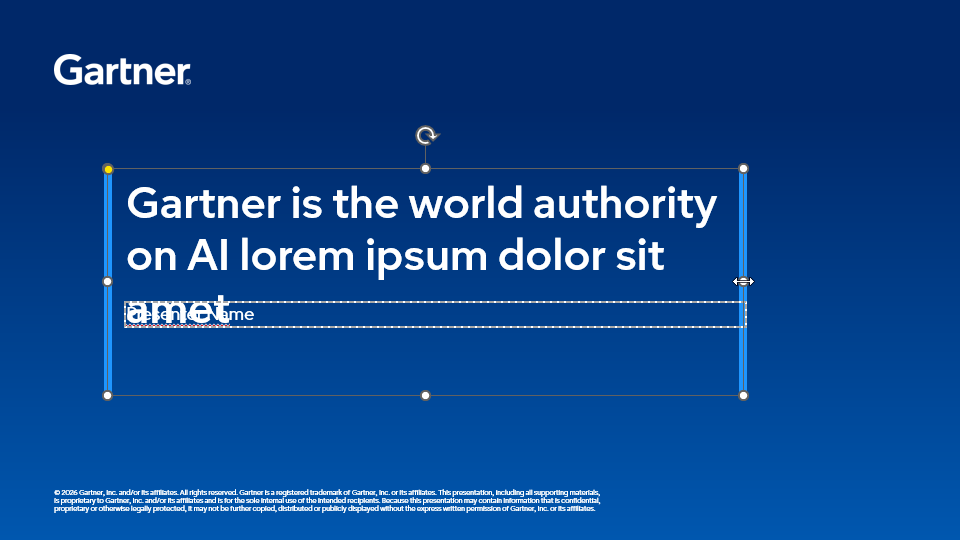 Gartner®
Gartner is the world authority
on AI lorem ipsum dolor sit
amet
Presenter Name
© 2026 Gartner, Inc. and/or its affiliates. All rights reserved. Gartner is a registered trademark of Gartner, Inc. or its affiliates. This presentation, including all supporting materials,
is proprietary to Gartner, Inc. and/or its affiliates and is for the sole internal use of the intended recipients. Because this presentation may contain information that is confidential,
proprietary or otherwise legally protected, it may not be further copied, distributed or publicly displayed without the express written permission of Gartner, Inc. or its affiliates.